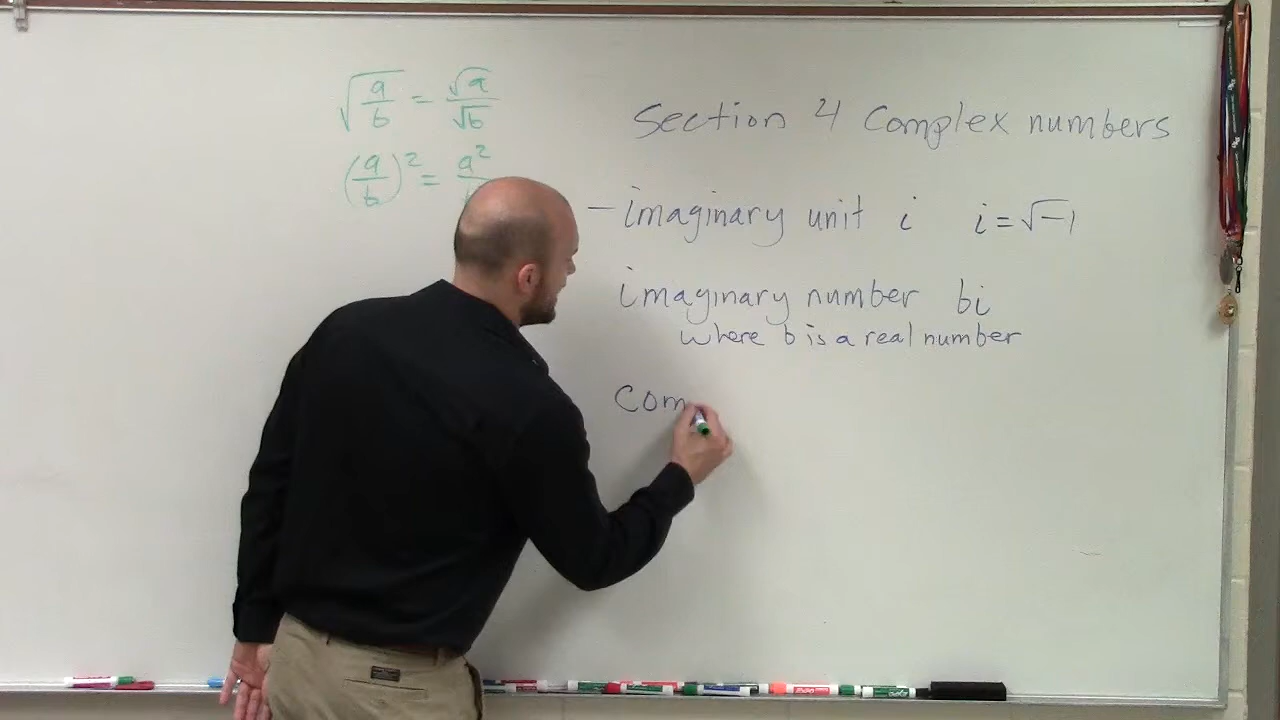 √(a/b) = √a/√b
(a/b)² = a²/
Section 4 Complex numbers
– imaginary unit i   i = √-1
imaginary number bi
where b is a real number
Com